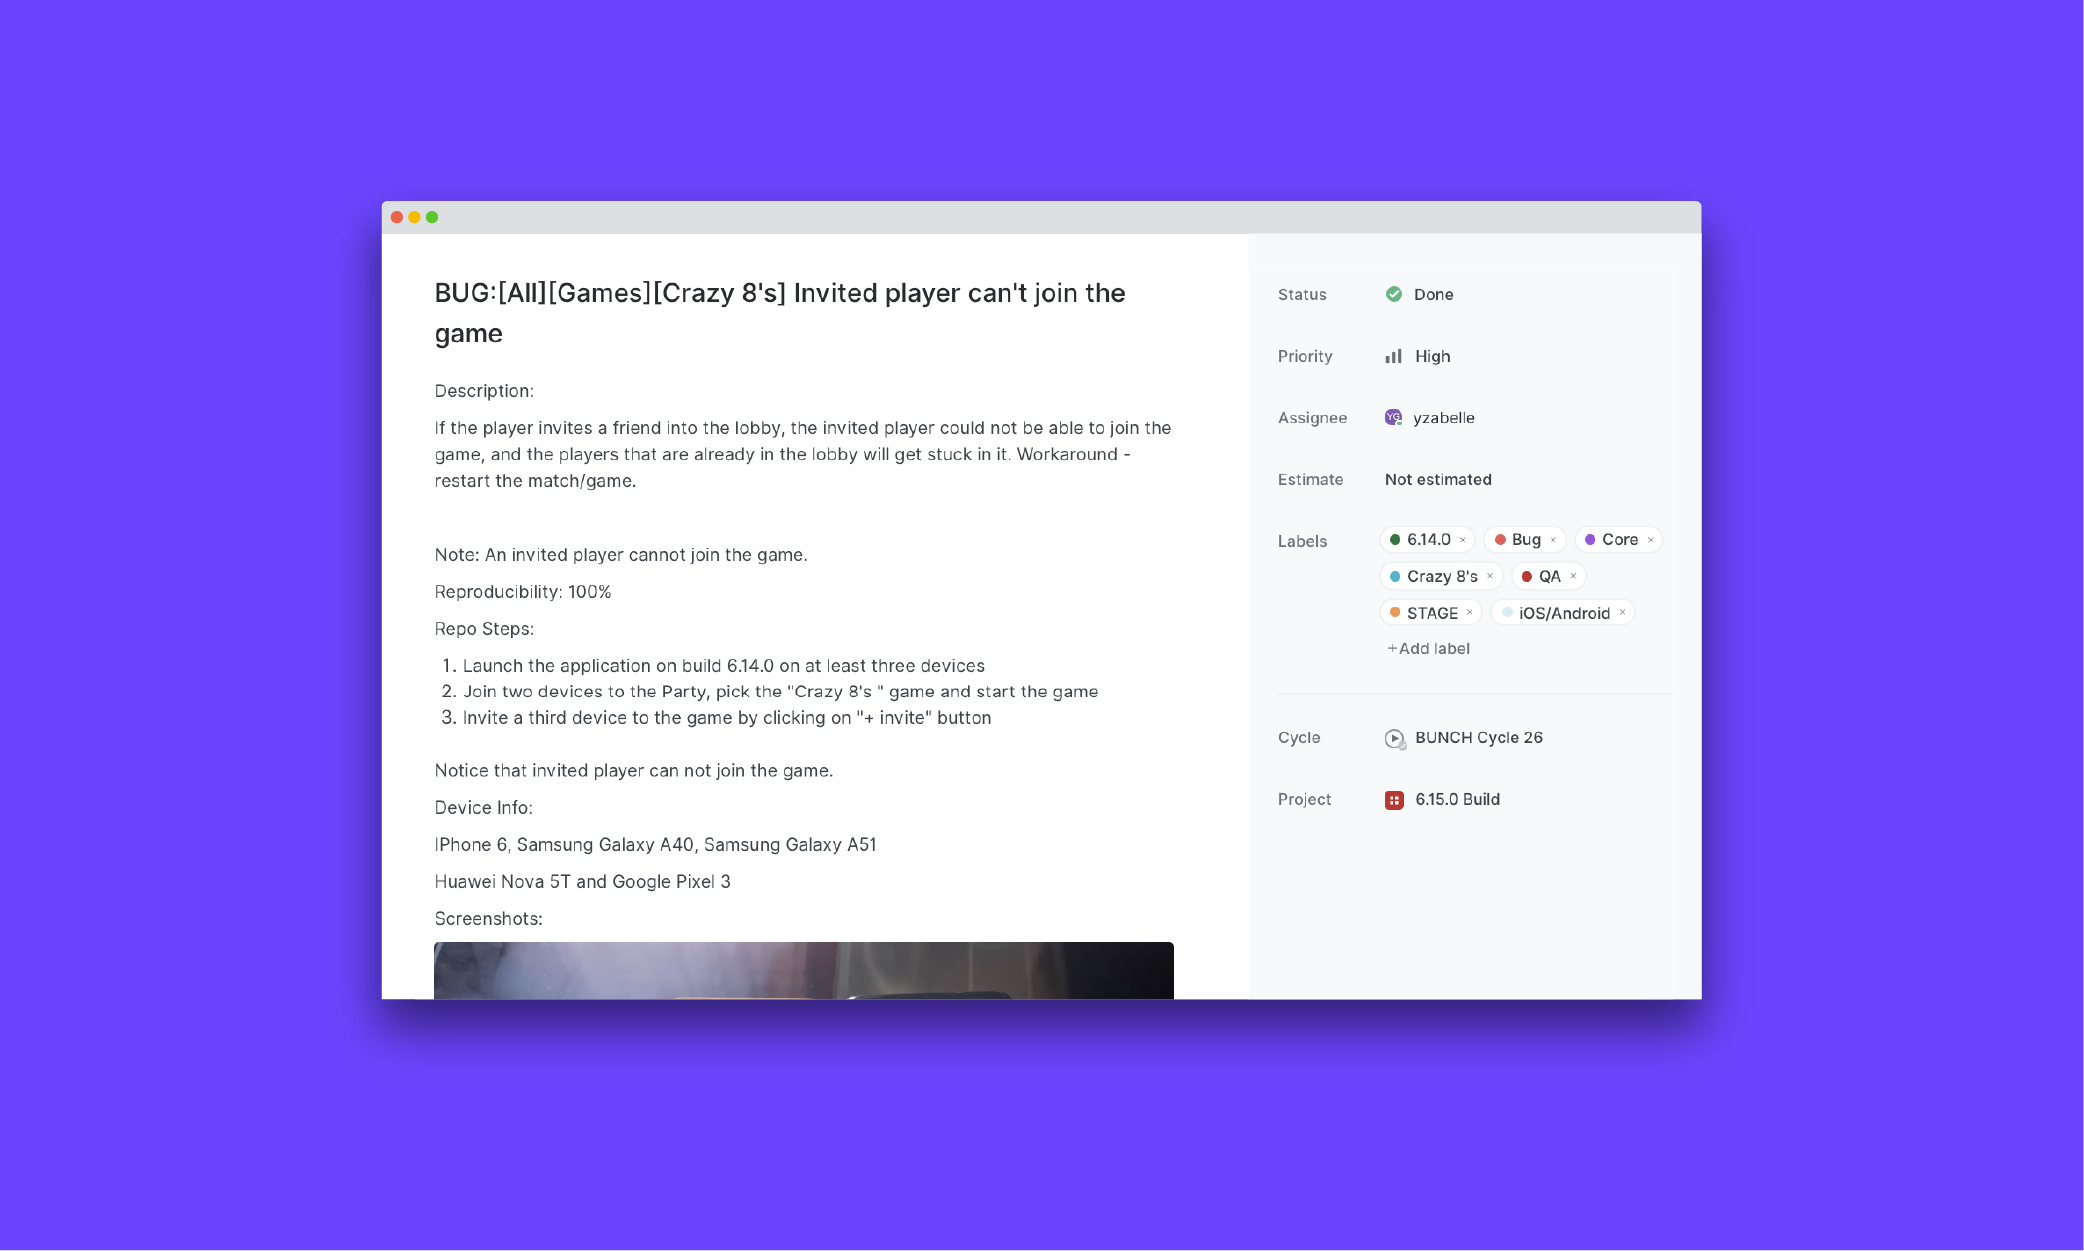 BUG:[All][Games][Crazy 8's] Invited player can't join the
game
Description:
If the player invites a friend into the lobby, the invited player could not be able to join the
game, and the players that are already in the lobby will get stuck in it. Workaround -
restart the match/game.
Note: An invited player cannot join the game.
Reproducibility: 100%
Repo Steps:
1. Launch the application on build 6.14.0 on at least three devices
2. Join two devices to the Party, pick the "Crazy 8's " game and start the game
3. Invite a third device to the game by clicking on "+ invite" button
Notice that invited player can not join the game.
Device Info:
IPhone 6, Samsung Galaxy A40, Samsung Galaxy A51
Huawei Nova 5T and Google Pixel 3
Screenshots:
Status Done
Priority High
Assignee YG yzabelle
Estimate Not estimated
Labels 6.14.0 × Bug × Core ×
Crazy 8's × QA ×
STAGE × iOS/Android ×
+Add label
Cycle BUNCH Cycle 26
Project 6.15.0 Build